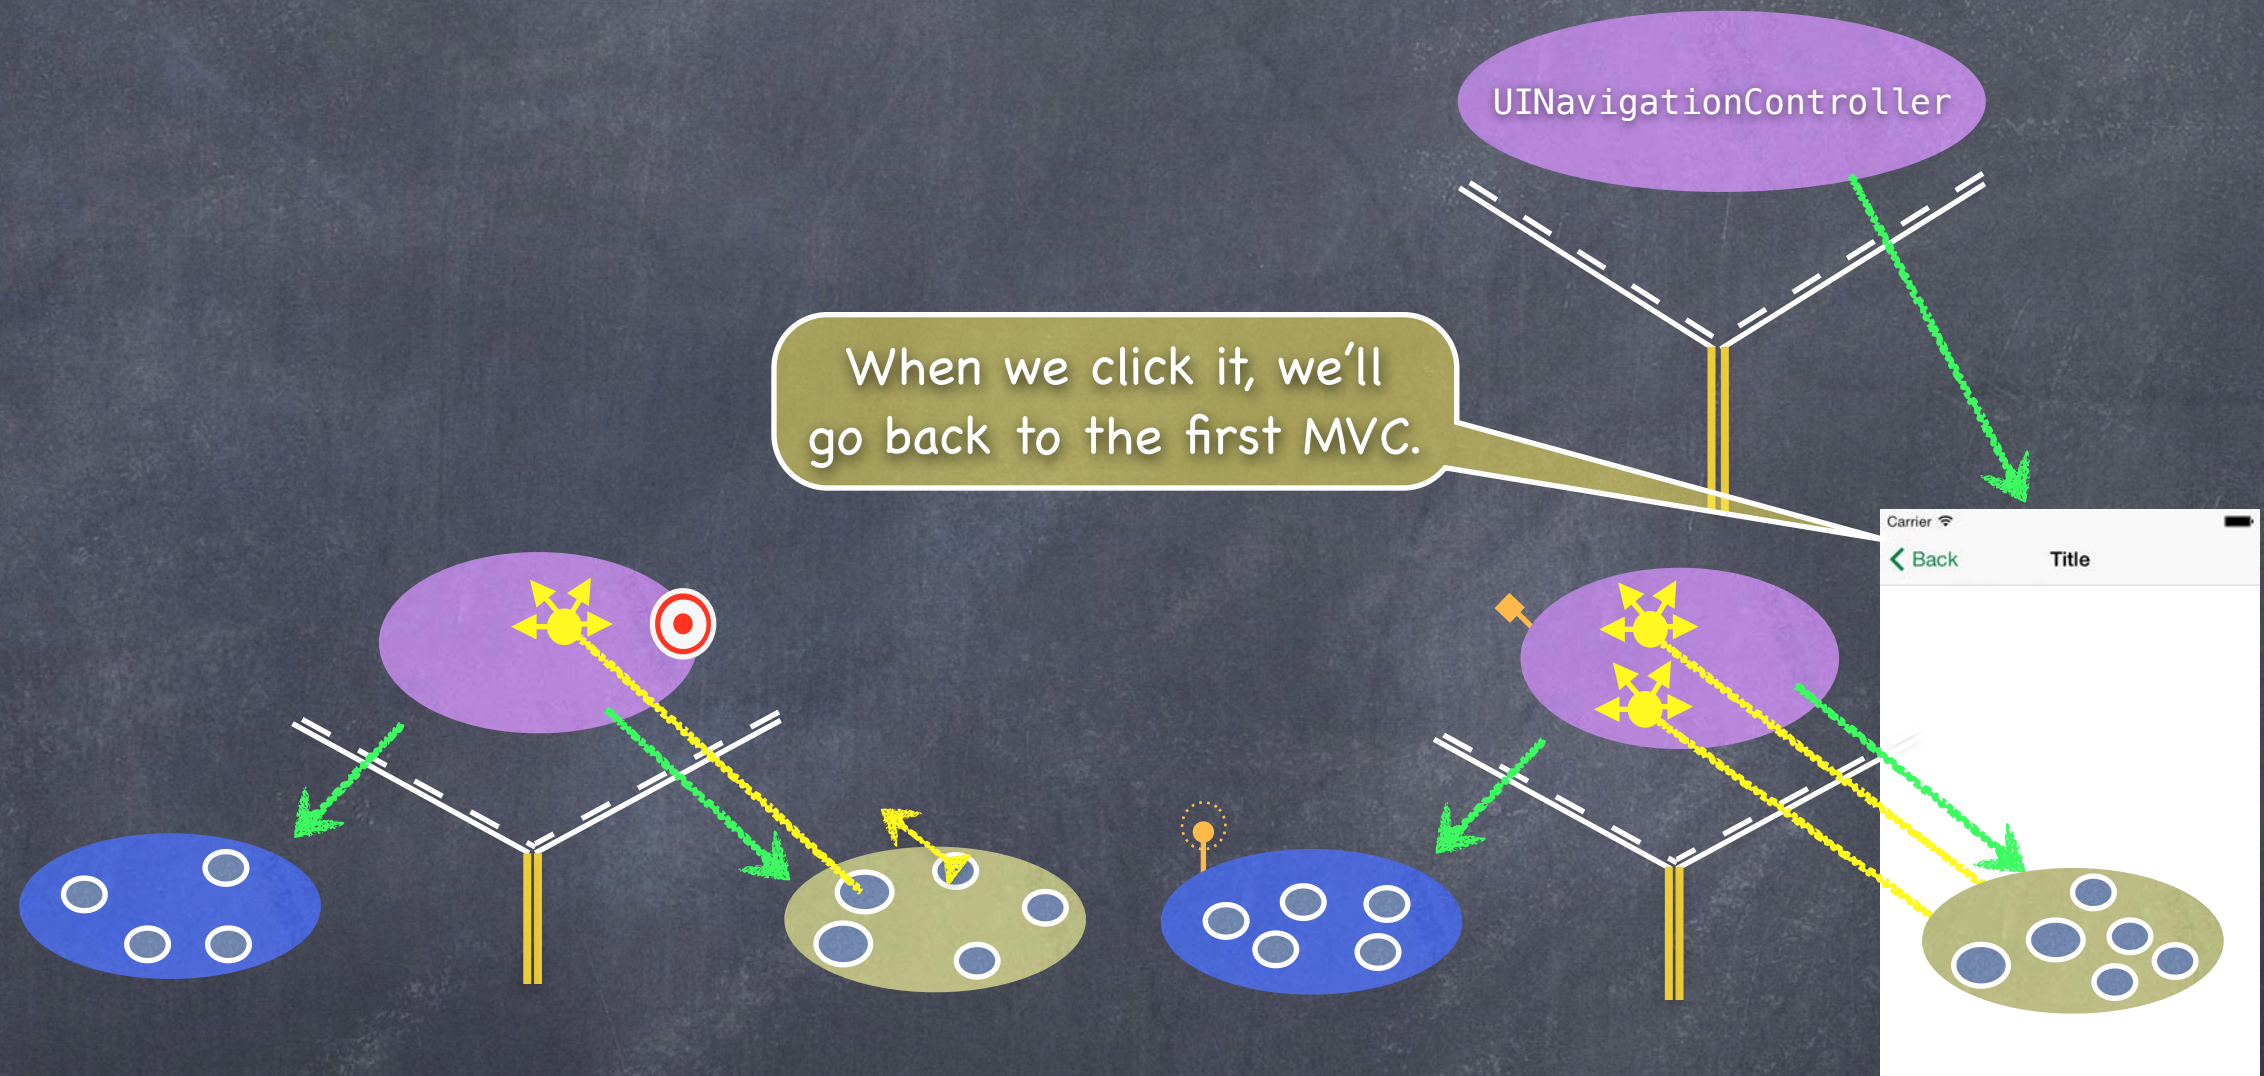 UINavigationController
When we click it, we'll
go back to the first MVC.
Carrier
Back Title